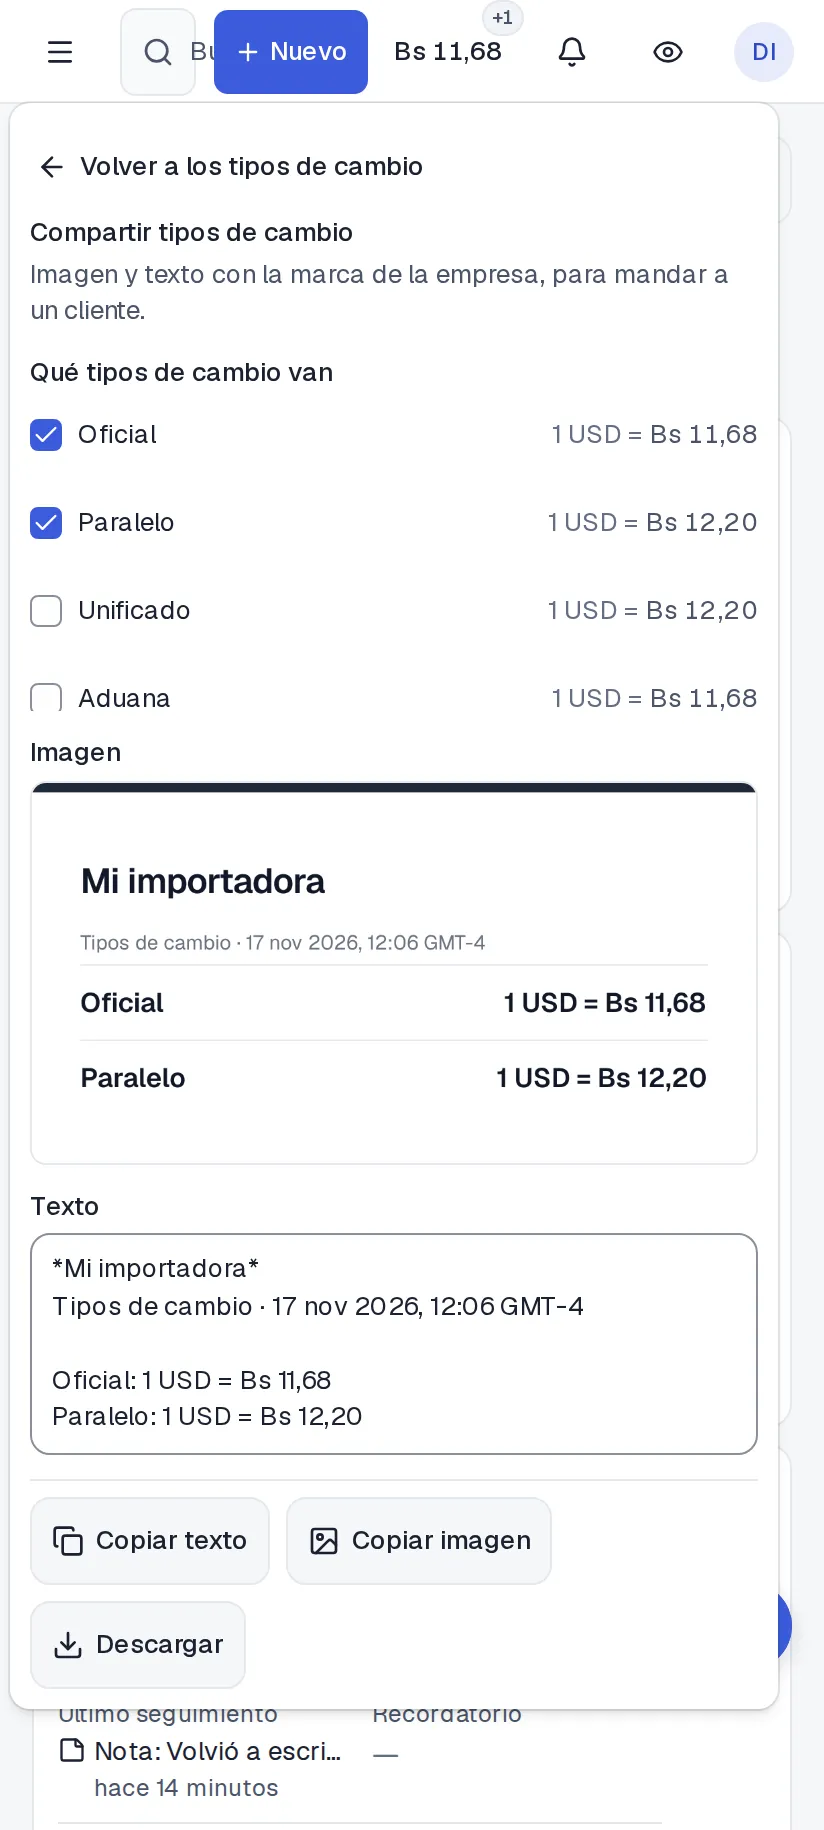 Nuevo
Bs 11,68
+1
DI
Volver a los tipos de cambio
Compartir tipos de cambio
Imagen y texto con la marca de la empresa, para mandar a
un cliente.
Qué tipos de cambio van
Oficial 1 USD = Bs 11,68
Paralelo 1 USD = Bs 12,20
Unificado 1 USD = Bs 12,20
Aduana 1 USD = Bs 11,68
Imagen
Mi importadora
Tipos de cambio · 17 nov 2026, 12:06 GMT-4
Oficial 1 USD = Bs 11,68
Paralelo 1 USD = Bs 12,20
Texto
*Mi importadora*
Tipos de cambio · 17 nov 2026, 12:06 GMT-4
Oficial: 1 USD = Bs 11,68
Paralelo: 1 USD = Bs 12,20
Copiar texto
Copiar imagen
Descargar
Último seguimiento
Recordatorio
Nota: Volvió a escri...
—
hace 14 minutos